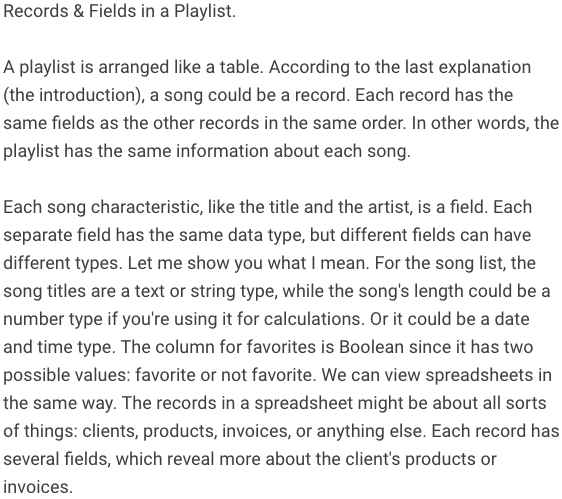 Records & Fields in a Playlist.
A playlist is arranged like a table. According to the last explanation
(the introduction), a song could be a record. Each record has the
same fields as the other records in the same order. In other words, the
playlist has the same information about each song.
Each song characteristic, like the title and the artist, is a field. Each
separate field has the same data type, but different fields can have
different types. Let me show you what I mean. For the song list, the
song titles are a text or string type, while the song's length could be a
number type if you're using it for calculations. Or it could be a date
and time type. The column for favorites is Boolean since it has two
possible values: favorite or not favorite. We can view spreadsheets in
the same way. The records in a spreadsheet might be about all sorts
of things: clients, products, invoices, or anything else. Each record has
several fields, which reveal more about the client's products or
invoices.